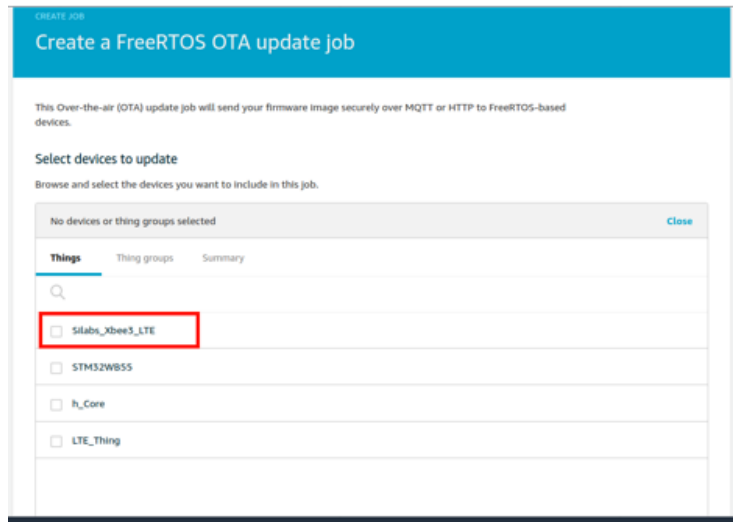 CREATE JOB
Create a FreeRTOS OTA update job
This Over-the-air (OTA) update job will send your firmware image securely over MQTT or HTTP to FreeRTOS-based
devices.
Select devices to update
Browse and select the devices you want to include in this job.
No devices or thing groups selected Close
Things Thing groups Summary
Silabs_Xbee3_LTE
STM32WB55
h_Core
LTE_Thing